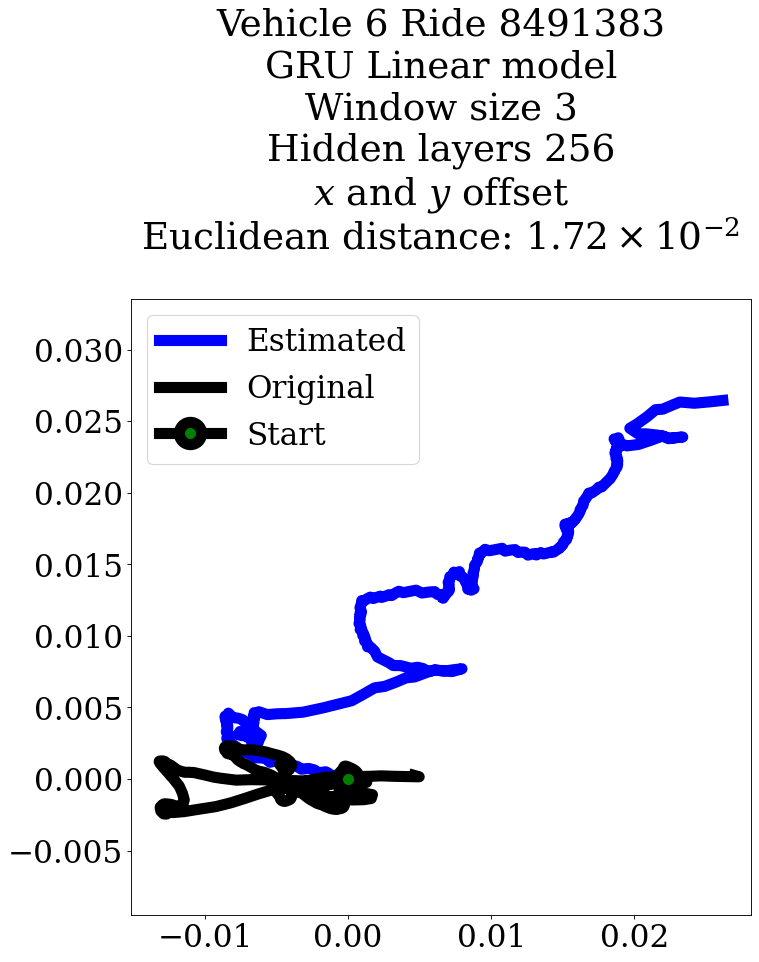 Vehicle 6 Ride 8491383
GRU Linear model
Window size 3
Hidden layers 256
x and y offset
Euclidean distance: 1.72 × 10⁻²
Estimated
Original
Start
0.030
0.025
0.020
0.015
0.010
0.005
0.000
−0.005
−0.01 0.00 0.01 0.02